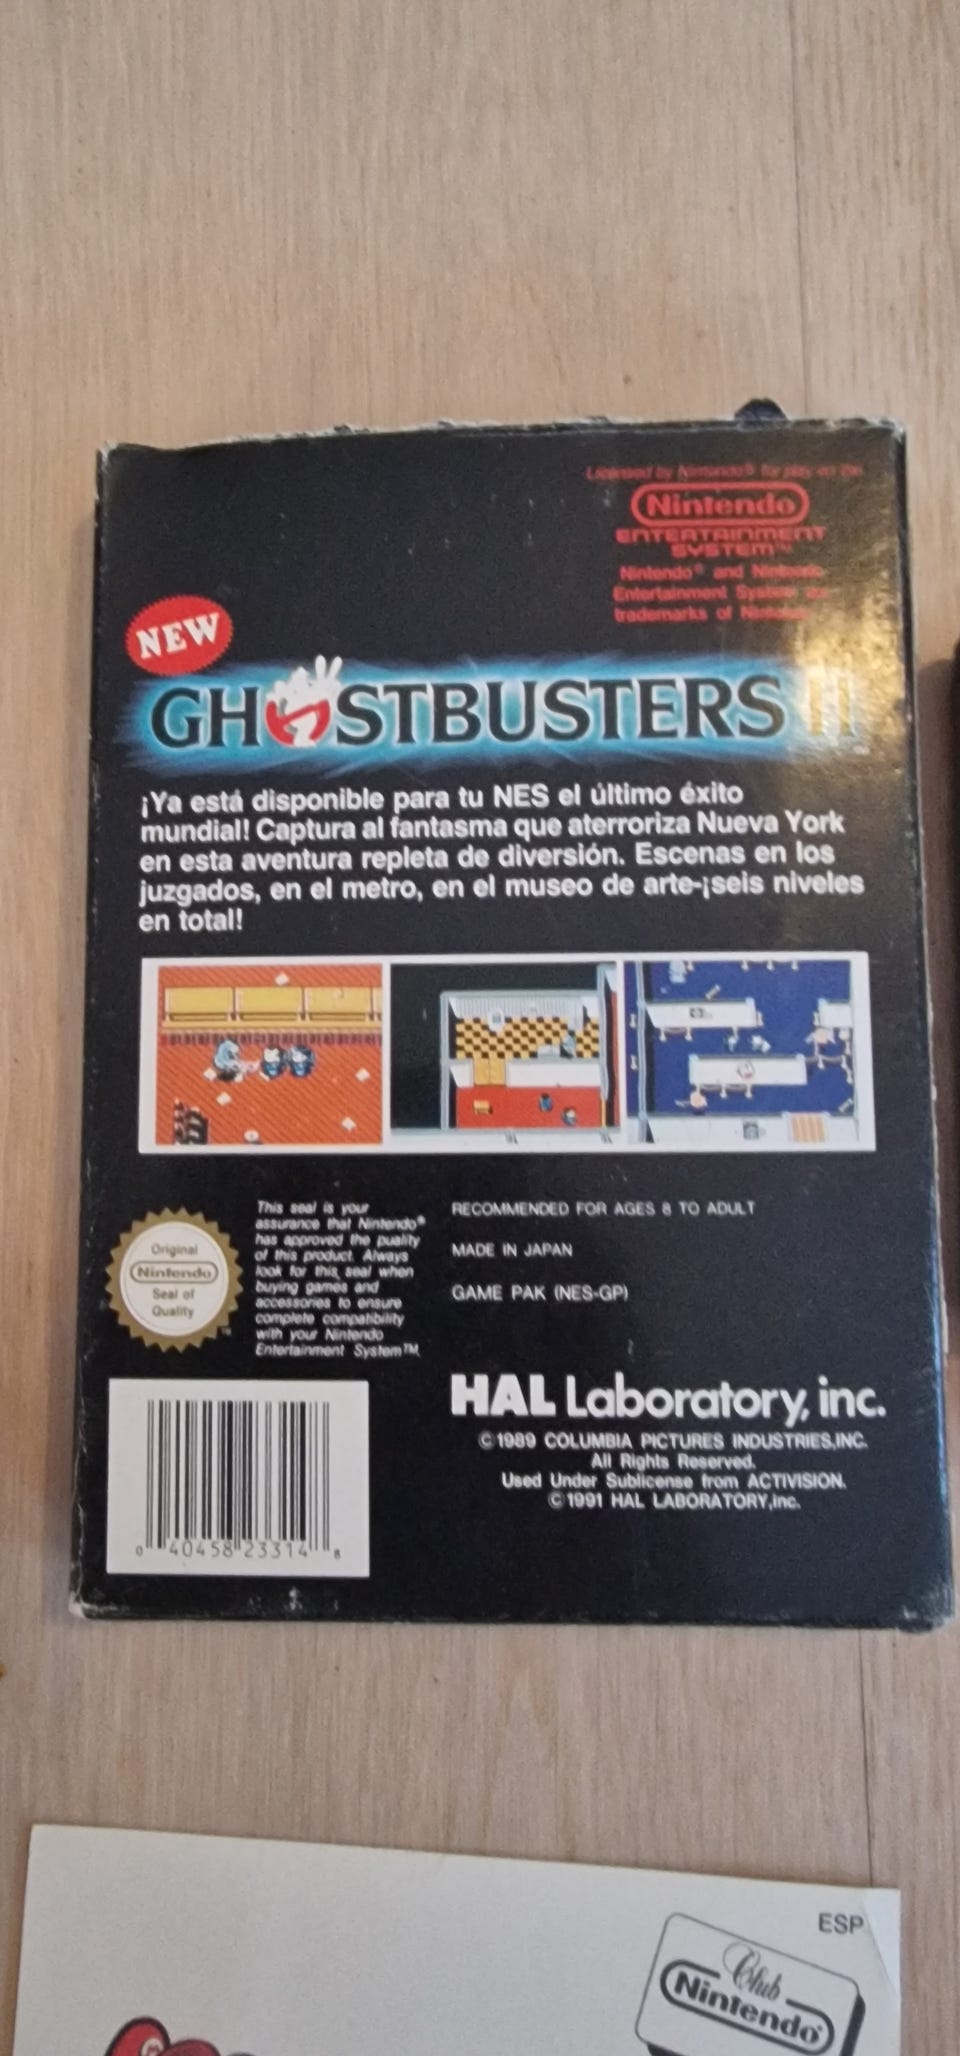 Licensed by Nintendo® for play on the
Nintendo
ENTERTAINMENT
SYSTEM™
Nintendo® and Nintendo
Entertainment System are
trademarks of Nintendo
NEW
GHOSTBUSTERS II
¡Ya está disponible para tu NES el último éxito
mundial! Captura al fantasma que aterroriza Nueva York
en esta aventura repleta de diversión. Escenas en los
juzgados, en el metro, en el museo de arte-¡seis niveles
en total!
Original
Nintendo
Seal of
Quality
This seal is your
assurance that Nintendo®
has approved the puality
of this product. Always
look for this seal when
buying games and
accessories to ensure
complete compatibility
with your Nintendo
Entertainment System™.
RECOMMENDED FOR AGES 8 TO ADULT
MADE IN JAPAN
GAME PAK (NES-GP)
HAL Laboratory, inc.
©1989 COLUMBIA PICTURES INDUSTRIES,INC.
All Rights Reserved.
Used Under Sublicense from ACTIVISION.
©1991 HAL LABORATORY,inc.
0 40458 23314 8
ESP
Club
Nintendo
M